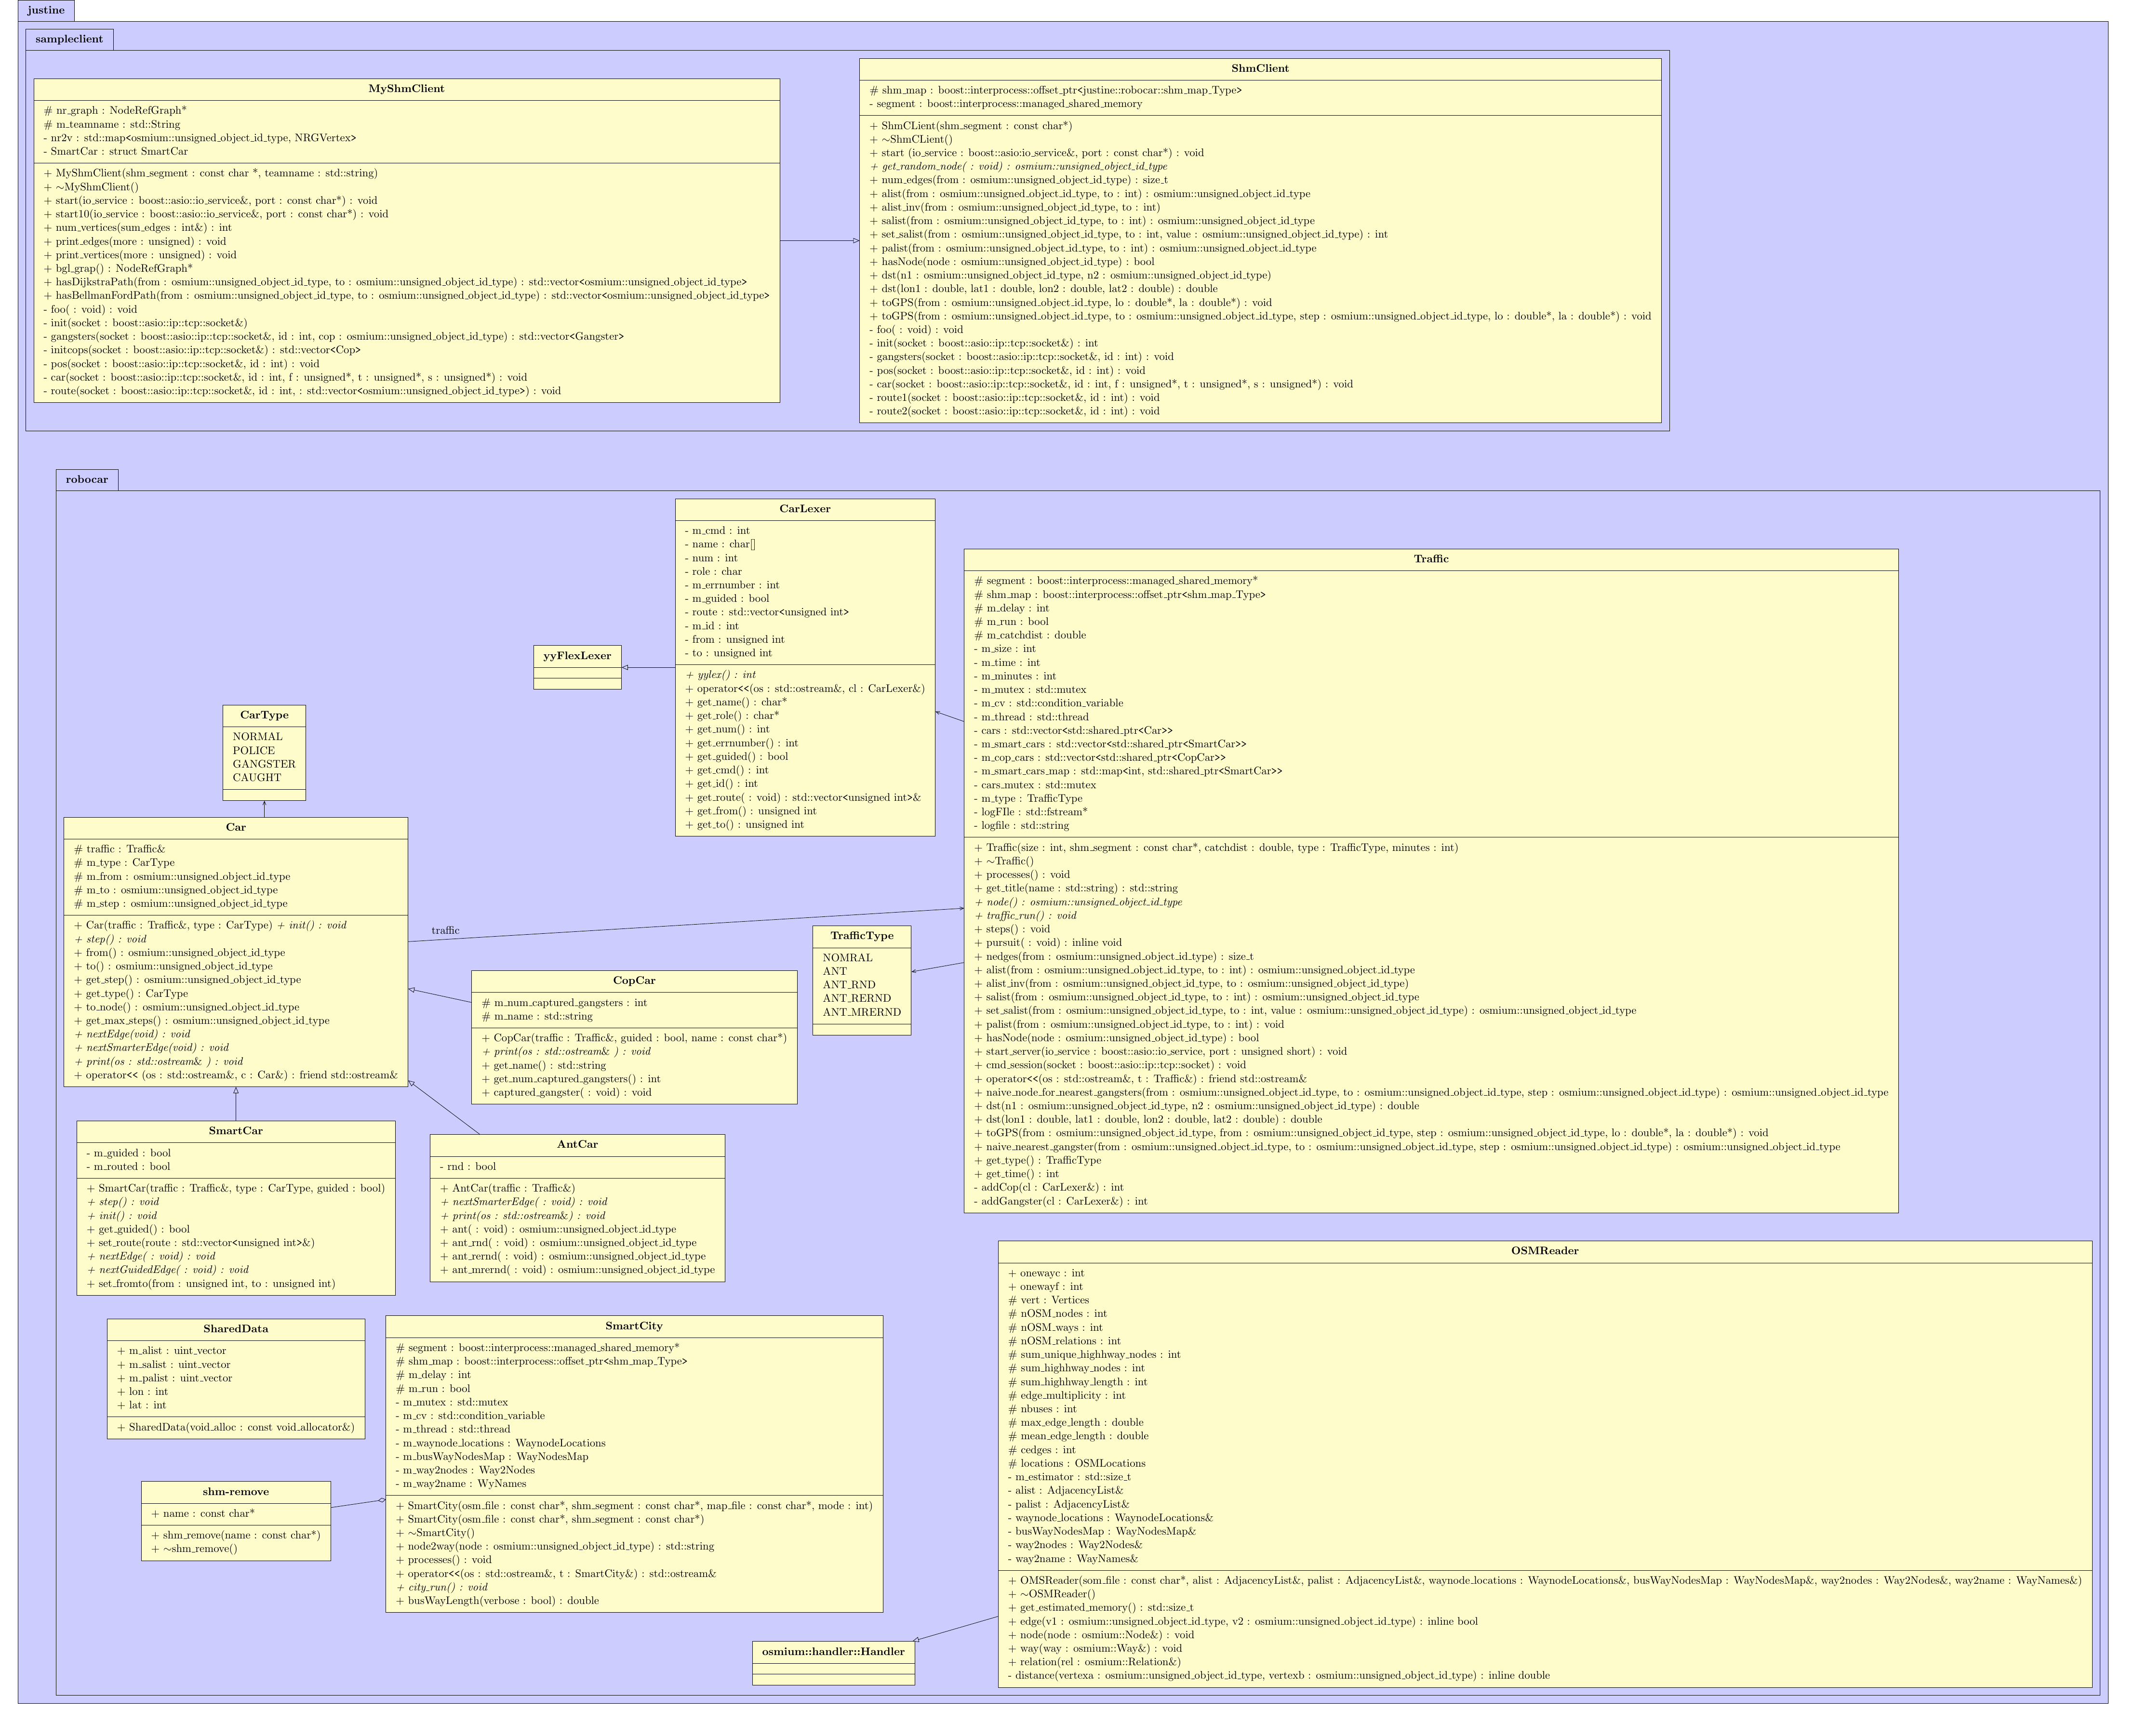 justine
sampleclient
MyShmClient
# nr_graph : NodeRefGraph*
# m_teamname : std::String
- nr2v : std::map<osmium::unsigned_object_id_type, NRGVertex>
- SmartCar : struct SmartCar
+ MyShmClient(shm_segment : const char *, teamname : std::string)
+ ~MyShmClient()
+ start(io_service : boost::asio::io_service&, port : const char*) : void
+ start10(io_service : boost::asio::io_service&, port : const char*) : void
+ num_vertices(sum_edges : int&) : int
+ print_edges(more : unsigned) : void
+ print_vertices(more : unsigned) : void
+ bgl_grap() : NodeRefGraph*
+ hasDijkstraPath(from : osmium::unsigned_object_id_type, to : osmium::unsigned_object_id_type) : std::vector<osmium::unsigned_object_id_type>
+ hasBellmanFordPath(from : osmium::unsigned_object_id_type, to : osmium::unsigned_object_id_type) : std::vector<osmium::unsigned_object_id_type>
- foo( : void) : void
- init(socket : boost::asio::ip::tcp::socket&)
- gangsters(socket : boost::asio::ip::tcp::socket&, id : int, cop : osmium::unsigned_object_id_type) : std::vector<Gangster>
- initcops(socket : boost::asio::ip::tcp::socket&) : std::vector<Cop>
- pos(socket : boost::asio::ip::tcp::socket&, id : int) : void
- car(socket : boost::asio::ip::tcp::socket&, id : int, f : unsigned*, t : unsigned*, s : unsigned*) : void
- route(socket : boost::asio::ip::tcp::socket&, id : int, : std::vector<osmium::unsigned_object_id_type>) : void
ShmClient
# shm_map : boost::interprocess::offset_ptr<justine::robocar::shm_map_Type>
- segment : boost::interprocess::managed_shared_memory
+ ShmCLient(shm_segment : const char*)
+ ~ShmCLient()
+ start (io_service : boost::asio:io_service&, port : const char*) : void
+ get_random_node( : void) : osmium::unsigned_object_id_type
+ num_edges(from : osmium::unsigned_object_id_type) : size_t
+ alist(from : osmium::unsigned_object_id_type, to : int) : osmium::unsigned_object_id_type
+ alist_inv(from : osmium::unsigned_object_id_type, to : int)
+ salist(from : osmium::unsigned_object_id_type, to : int) : osmium::unsigned_object_id_type
+ set_salist(from : osmium::unsigned_object_id_type, to : int, value : osmium::unsigned_object_id_type) : int
+ palist(from : osmium::unsigned_object_id_type, to : int) : osmium::unsigned_object_id_type
+ hasNode(node : osmium::unsigned_object_id_type) : bool
+ dst(n1 : osmium::unsigned_object_id_type, n2 : osmium::unsigned_object_id_type)
+ dst(lon1 : double, lat1 : double, lon2 : double, lat2 : double) : double
+ toGPS(from : osmium::unsigned_object_id_type, lo : double*, la : double*) : void
+ toGPS(from : osmium::unsigned_object_id_type, to : osmium::unsigned_object_id_type, step : osmium::unsigned_object_id_type, lo : double*, la : double*) : void
- foo( : void) : void
- init(socket : boost::asio::ip::tcp::socket&) : int
- gangsters(socket : boost::asio::ip::tcp::socket&, id : int) : void
- pos(socket : boost::asio::ip::tcp::socket&, id : int) : void
- car(socket : boost::asio::ip::tcp::socket&, id : int, f : unsigned*, t : unsigned*, s : unsigned*) : void
- route1(socket : boost::asio::ip::tcp::socket&, id : int) : void
- route2(socket : boost::asio::ip::tcp::socket&, id : int) : void
robocar
CarLexer
- m_cmd : int
- name : char[]
- num : int
- role : char
- m_errnumber : int
- m_guided : bool
- route : std::vector<unsigned int>
- m_id : int
- from : unsigned int
- to : unsigned int
+ yylex() : int
+ operator<<(os : std::ostream&, cl : CarLexer&)
+ get_name() : char*
+ get_role() : char*
+ get_num() : int
+ get_errnumber() : int
+ get_guided() : bool
+ get_cmd() : int
+ get_id() : int
+ get_route( : void) : std::vector<unsigned int>&
+ get_from() : unsigned int
+ get_to() : unsigned int
yyFlexLexer
Traffic
# segment : boost::interprocess::managed_shared_memory*
# shm_map : boost::interprocess::offset_ptr<shm_map_Type>
# m_delay : int
# m_run : bool
# m_catchdist : double
- m_size : int
- m_time : int
- m_minutes : int
- m_mutex : std::mutex
- m_cv : std::condition_variable
- m_thread : std::thread
- cars : std::vector<std::shared_ptr<Car>>
- m_smart_cars : std::vector<std::shared_ptr<SmartCar>>
- m_cop_cars : std::vector<std::shared_ptr<CopCar>>
- m_smart_cars_map : std::map<int, std::shared_ptr<SmartCar>>
- cars_mutex : std::mutex
- m_type : TrafficType
- logFIle : std::fstream*
- logfile : std::string
+ Traffic(size : int, shm_segment : const char*, catchdist : double, type : TrafficType, minutes : int)
+ ~Traffic()
+ processes() : void
+ get_title(name : std::string) : std::string
+ node() : osmium::unsigned_object_id_type
+ traffic_run() : void
+ steps() : void
+ pursuit( : void) : inline void
+ nedges(from : osmium::unsigned_object_id_type) : size_t
+ alist(from : osmium::unsigned_object_id_type, to : int) : osmium::unsigned_object_id_type
+ alist_inv(from : osmium::unsigned_object_id_type, to : osmium::unsigned_object_id_type)
+ salist(from : osmium::unsigned_object_id_type, to : int) : osmium::unsigned_object_id_type
+ set_salist(from : osmium::unsigned_object_id_type, to : int, value : osmium::unsigned_object_id_type) : osmium::unsigned_object_id_type
+ palist(from : osmium::unsigned_object_id_type, to : int) : void
+ hasNode(node : osmium::unsigned_object_id_type) : bool
+ start_server(io_service : boost::asio::io_service, port : unsigned short) : void
+ cmd_session(socket : boost::asio::ip::tcp::socket) : void
+ operator<<(os : std::ostream&, t : Traffic&) : friend std::ostream&
+ naive_node_for_nearest_gangsters(from : osmium::unsigned_object_id_type, to : osmium::unsigned_object_id_type, step : osmium::unsigned_object_id_type) : osmium::unsigned_object_id_type
+ dst(n1 : osmium::unsigned_object_id_type, n2 : osmium::unsigned_object_id_type) : double
+ dst(lon1 : double, lat1 : double, lon2 : double, lat2 : double) : double
+ toGPS(from : osmium::unsigned_object_id_type, from : osmium::unsigned_object_id_type, step : osmium::unsigned_object_id_type, lo : double*, la : double*) : void
+ naive_nearest_gangster(from : osmium::unsigned_object_id_type, to : osmium::unsigned_object_id_type, step : osmium::unsigned_object_id_type) : osmium::unsigned_object_id_type
+ get_type() : TrafficType
+ get_time() : int
- addCop(cl : CarLexer&) : int
- addGangster(cl : CarLexer&) : int
CarType
NORMAL
POLICE
GANGSTER
CAUGHT
Car
# traffic : Traffic&
# m_type : CarType
# m_from : osmium::unsigned_object_id_type
# m_to : osmium::unsigned_object_id_type
# m_step : osmium::unsigned_object_id_type
+ Car(traffic : Traffic&, type : CarType) + init() : void
+ step() : void
+ from() : osmium::unsigned_object_id_type
+ to() : osmium::unsigned_object_id_type
+ get_step() : osmium::unsigned_object_id_type
+ get_type() : CarType
+ to_node() : osmium::unsigned_object_id_type
+ get_max_steps() : osmium::unsigned_object_id_type
+ nextEdge(void) : void
+ nextSmarterEdge(void) : void
+ print(os : std::ostream& ) : void
+ operator<< (os : std::ostream&, c : Car&) : friend std::ostream&
traffic
TrafficType
NOMRAL
ANT
ANT_RND
ANT_RERND
ANT_MRERND
CopCar
# m_num_captured_gangsters : int
# m_name : std::string
+ CopCar(traffic : Traffic&, guided : bool, name : const char*)
+ print(os : std::ostream& ) : void
+ get_name() : std::string
+ get_num_captured_gangsters() : int
+ captured_gangster( : void) : void
SmartCar
- m_guided : bool
- m_routed : bool
+ SmartCar(traffic : Traffic&, type : CarType, guided : bool)
+ step() : void
+ init() : void
+ get_guided() : bool
+ set_route(route : std::vector<unsigned int>&)
+ nextEdge( : void) : void
+ nextGuidedEdge( : void) : void
+ set_fromto(from : unsigned int, to : unsigned int)
AntCar
- rnd : bool
+ AntCar(traffic : Traffic&)
+ nextSmarterEdge( : void) : void
+ print(os : std::ostream&) : void
+ ant( : void) : osmium::unsigned_object_id_type
+ ant_rnd( : void) : osmium::unsigned_object_id_type
+ ant_rernd( : void) : osmium::unsigned_object_id_type
+ ant_mrernd( : void) : osmium::unsigned_object_id_type
SharedData
+ m_alist : uint_vector
+ m_salist : uint_vector
+ m_palist : uint_vector
+ lon : int
+ lat : int
+ SharedData(void_alloc : const void_allocator&)
SmartCity
# segment : boost::interprocess::managed_shared_memory*
# shm_map : boost::interprocess::offset_ptr<shm_map_Type>
# m_delay : int
# m_run : bool
- m_mutex : std::mutex
- m_cv : std::condition_variable
- m_thread : std::thread
- m_waynode_locations : WaynodeLocations
- m_busWayNodesMap : WayNodesMap
- m_way2nodes : Way2Nodes
- m_way2name : WyNames
+ SmartCity(osm_file : const char*, shm_segment : const char*, map_file : const char*, mode : int)
+ SmartCity(osm_file : const char*, shm_segment : const char*)
+ ~SmartCity()
+ node2way(node : osmium::unsigned_object_id_type) : std::string
+ processes() : void
+ operator<<(os : std::ostream&, t : SmartCity&) : std::ostream&
+ city_run() : void
+ busWayLength(verbose : bool) : double
shm-remove
+ name : const char*
+ shm_remove(name : const char*)
+ ~shm_remove()
OSMReader
+ onewayc : int
+ onewayf : int
# vert : Vertices
# nOSM_nodes : int
# nOSM_ways : int
# nOSM_relations : int
# sum_unique_highhway_nodes : int
# sum_highhway_nodes : int
# sum_highhway_length : int
# edge_multiplicity : int
# nbuses : int
# max_edge_length : double
# mean_edge_length : double
# cedges : int
# locations : OSMLocations
- m_estimator : std::size_t
- alist : AdjacencyList&
- palist : AdjacencyList&
- waynode_locations : WaynodeLocations&
- busWayNodesMap : WayNodesMap&
- way2nodes : Way2Nodes&
- way2name : WayNames&
+ OMSReader(som_file : const char*, alist : AdjacencyList&, palist : AdjacencyList&, waynode_locations : WaynodeLocations&, busWayNodesMap : WayNodesMap&, way2nodes : Way2Nodes&, way2name : WayNames&)
+ ~OSMReader()
+ get_estimated_memory() : std::size_t
+ edge(v1 : osmium::unsigned_object_id_type, v2 : osmium::unsigned_object_id_type) : inline bool
+ node(node : osmium::Node&) : void
+ way(way : osmium::Way&) : void
+ relation(rel : osmium::Relation&)
- distance(vertexa : osmium::unsigned_object_id_type, vertexb : osmium::unsigned_object_id_type) : inline double
osmium::handler::Handler